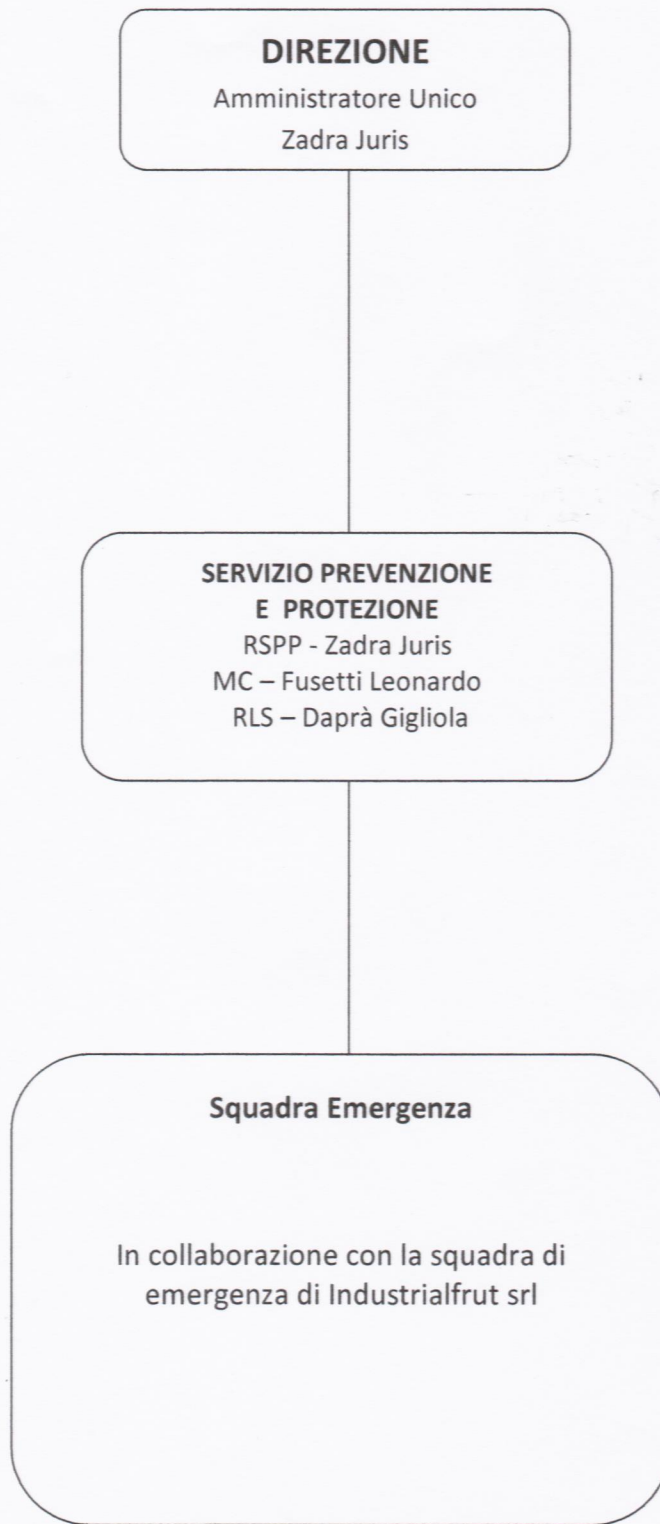 DIREZIONE
Amministratore Unico
Zadra Juris
SERVIZIO PREVENZIONE
E PROTEZIONE
RSPP - Zadra Juris
MC – Fusetti Leonardo
RLS – Daprà Gigliola
Squadra Emergenza
In collaborazione con la squadra di
emergenza di Industrialfrut srl